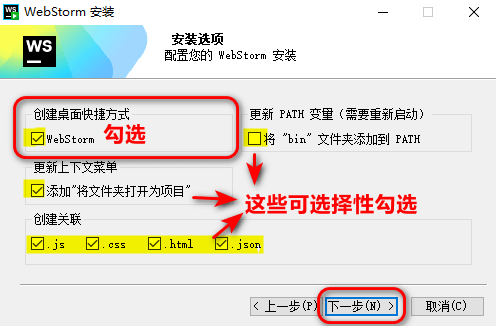 WebStorm 安装
WS
安装选项
配置您的 WebStorm 安装
创建桌面快捷方式
WebStorm 勾选
更新 PATH 变量（需要重新启动）
将 "bin" 文件夹添加到 PATH
更新上下文菜单
添加"将文件夹打开为项目"
这些可选择性勾选
创建关联
.js .css .html .json
< 上一步(P) 下一步(N) > 取消(C)